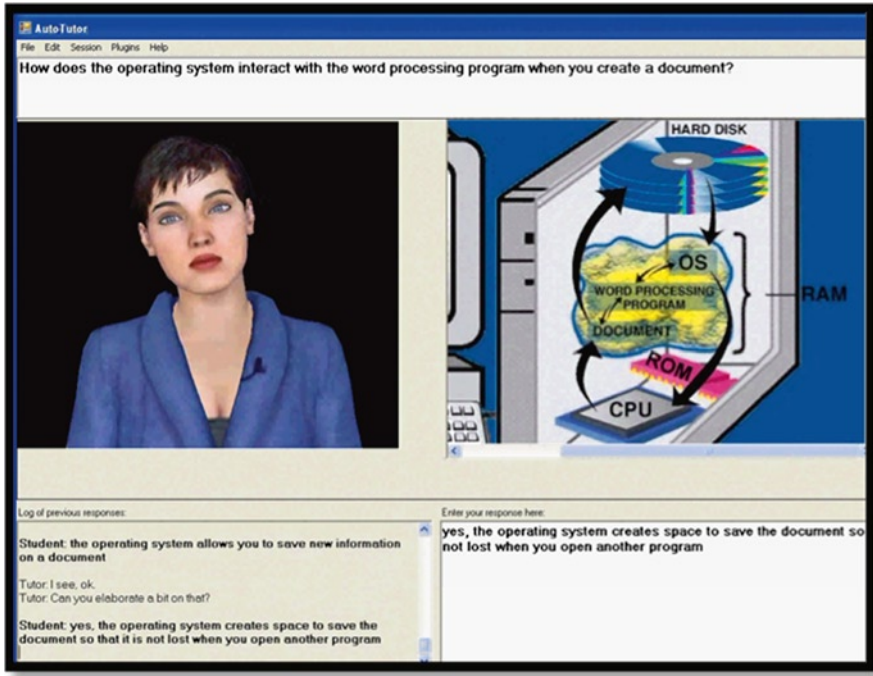 AutoTutor
File Edit Session Plugins Help
How does the operating system interact with the word processing program when you create a document?
HARD DISK
OS
WORD PROCESSING
PROGRAM
DOCUMENT
RAM
ROM
CPU
Log of previous responses:
Student: the operating system allows you to save new information
on a document
Tutor: I see, ok.
Tutor: Can you elaborate a bit on that?
Student: yes, the operating system creates space to save the
document so that it is not lost when you open another program
Enter your response here:
yes, the operating system creates space to save the document so
not lost when you open another program